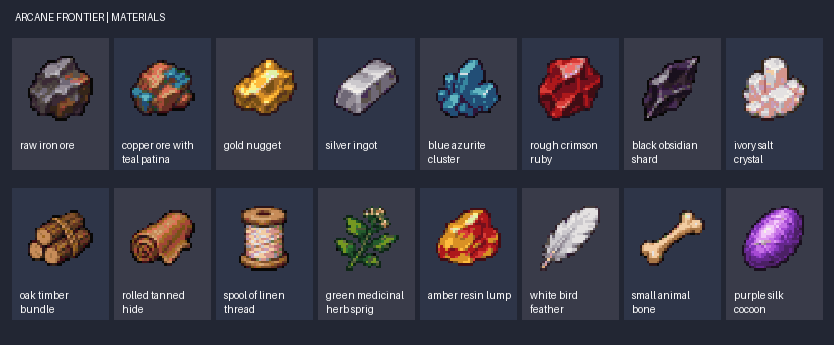 ARCANE FRONTIER | MATERIALS
raw iron ore
copper ore with
teal patina
gold nugget
silver ingot
blue azurite
cluster
rough crimson
ruby
black obsidian
shard
ivory salt
crystal
oak timber
bundle
rolled tanned
hide
spool of linen
thread
green medicinal
herb sprig
amber resin lump
white bird
feather
small animal
bone
purple silk
cocoon